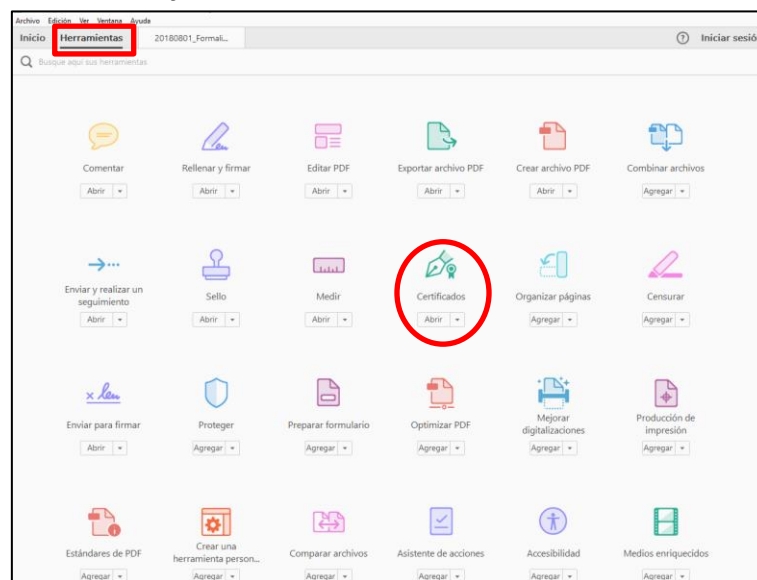 Archivo Edición Ver Ventana Ayuda
Inicio Herramientas 20180801_Formali... ? Iniciar sesió
Busque aquí sus herramientas
Comentar Rellenar y firmar Editar PDF Exportar archivo PDF Crear archivo PDF Combinar archivos
Abrir Abrir Abrir Abrir Abrir Agregar
Enviar y realizar un
seguimiento Sello Medir Certificados Organizar páginas Censurar
Abrir Abrir Abrir Abrir Agregar Agregar
Enviar para firmar Proteger Preparar formulario Optimizar PDF Mejorar
digitalizaciones Producción de
impresión
Abrir Agregar Agregar Agregar Agregar Agregar
Estándares de PDF Crear una
herramienta person... Comparar archivos Asistente de acciones Accesibilidad Medios enriquecidos
Agregar Agregar Agregar Agregar Agregar Agregar